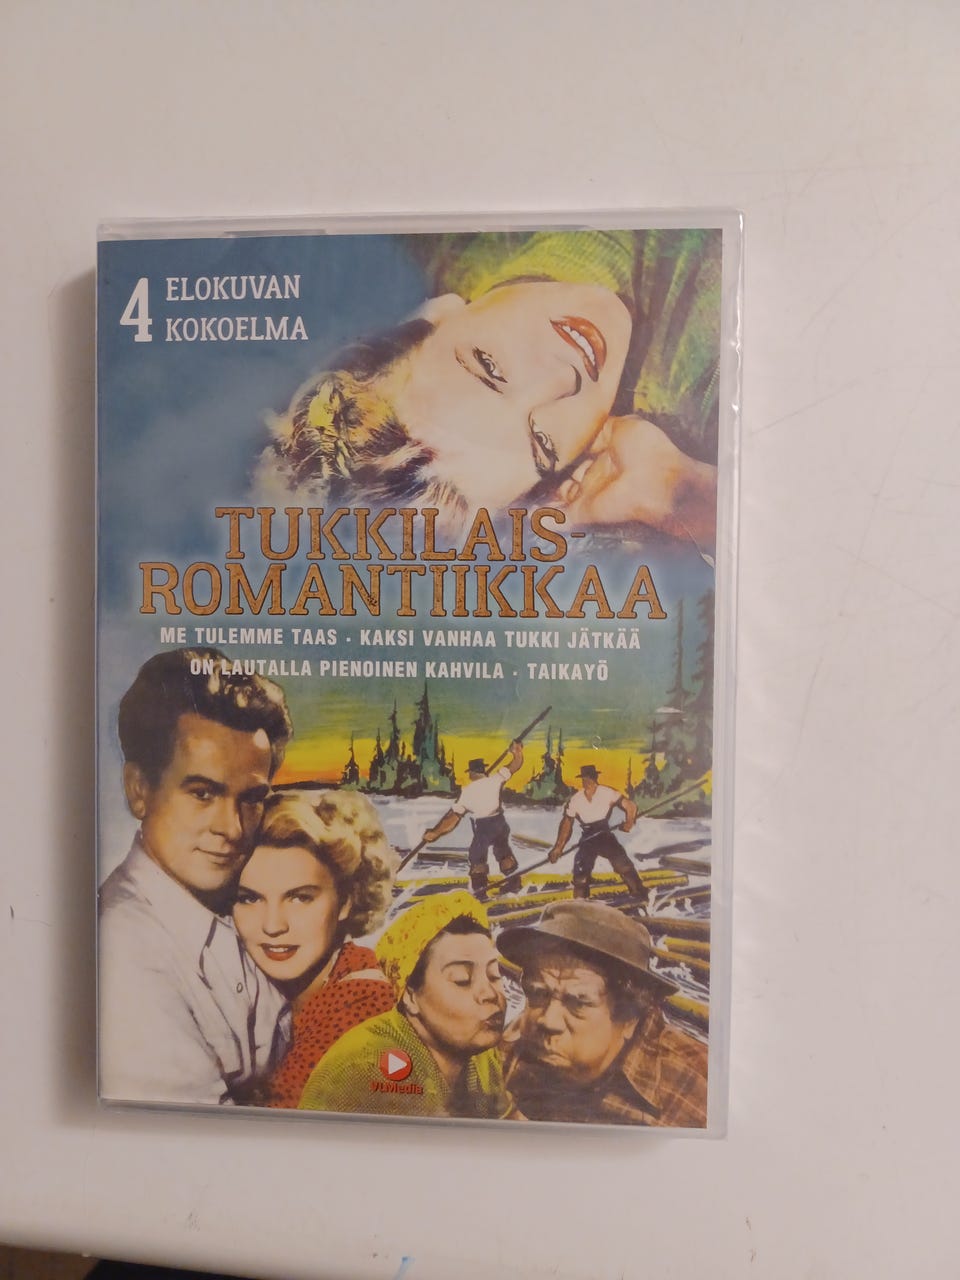 4 ELOKUVAN
KOKOELMA
TUKKILAIS-
ROMANTIIKKAA
ME TULEMME TAAS · KAKSI VANHAA TUKKI JÄTKÄÄ
ON LAUTALLA PIENOINEN KAHVILA · TAIKAYÖ
VLMedia